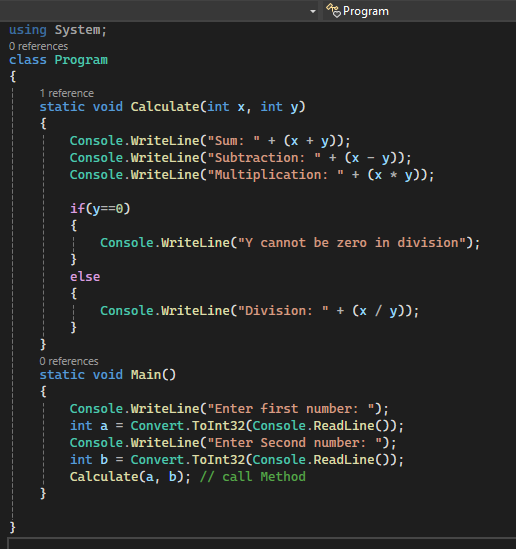 Program
using System;
0 references
class Program
{
1 reference
static void Calculate(int x, int y)
{
Console.WriteLine("Sum: " + (x + y));
Console.WriteLine("Subtraction: " + (x - y));
Console.WriteLine("Multiplication: " + (x * y));
if(y==0)
{
Console.WriteLine("Y cannot be zero in division");
}
else
{
Console.WriteLine("Division: " + (x / y));
}
}
0 references
static void Main()
{
Console.WriteLine("Enter first number: ");
int a = Convert.ToInt32(Console.ReadLine());
Console.WriteLine("Enter Second number: ");
int b = Convert.ToInt32(Console.ReadLine());
Calculate(a, b); // call Method
}
}